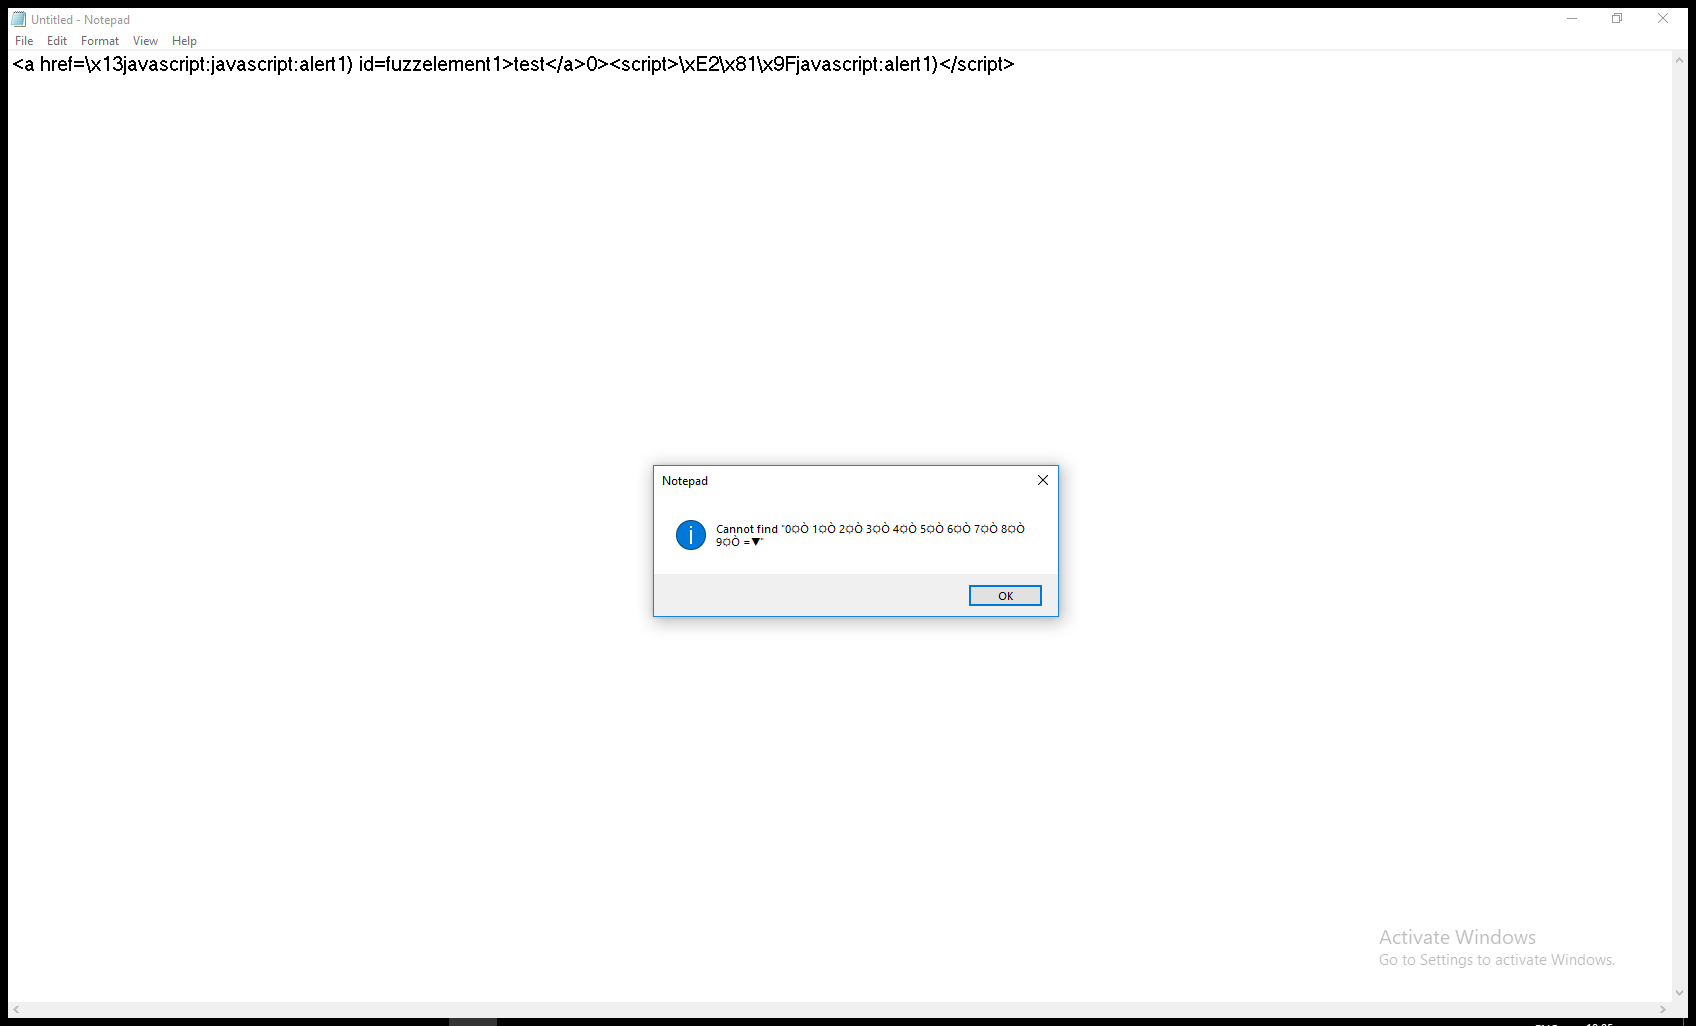 Untitled - Notepad
File Edit Format View Help
<a href=\x13javascript:javascript:alert1) id=fuzzelement1>test</a>0><script>\xE2\x81\x9Fjavascript:alert1)</script>
Notepad
Cannot find "0¤Ò 1¤Ò 2¤Ò 3¤Ò 4¤Ò 5¤Ò 6¤Ò 7¤Ò 8¤Ò
9¤Ò =▼"
OK
Activate Windows
Go to Settings to activate Windows.